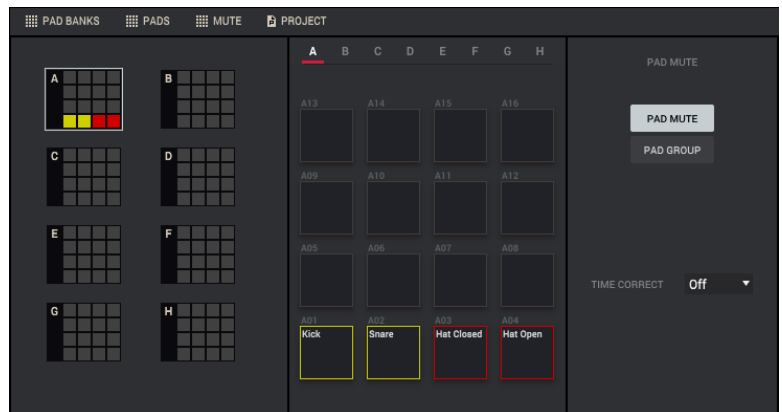 PAD BANKS PADS MUTE PROJECT
A B
C D
E F
G H
A B C D E F G H
A13 A14 A15 A16
A09 A10 A11 A12
A05 A06 A07 A08
A01 A02 A03 A04
Kick Snare Hat Closed Hat Open
PAD MUTE
PAD MUTE
PAD GROUP
TIME CORRECT Off